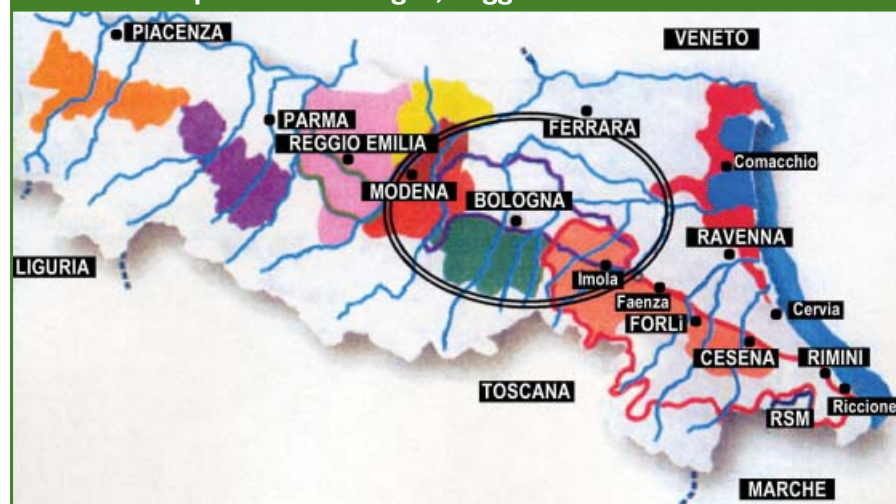 PIACENZA
VENETO
PARMA
FERRARA
REGGIO EMILIA
Comacchio
MODENA
BOLOGNA
RAVENNA
LIGURIA
Imola
Faenza
Cervia
FORLì
CESENA
RIMINI
TOSCANA
Riccione
RSM
MARCHE